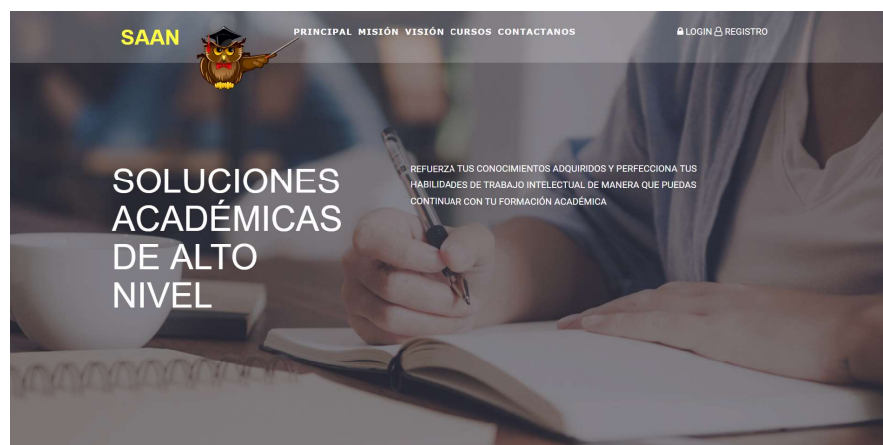 SAAN
PRINCIPAL MISIÓN VISIÓN CURSOS CONTACTANOS
LOGIN REGISTRO
SOLUCIONES
ACADÉMICAS
DE ALTO
NIVEL
REFUERZA TUS CONOCIMIENTOS ADQUIRIDOS Y PERFECCIONA TUS
HABILIDADES DE TRABAJO INTELECTUAL DE MANERA QUE PUEDAS
CONTINUAR CON TU FORMACIÓN ACADÉMICA